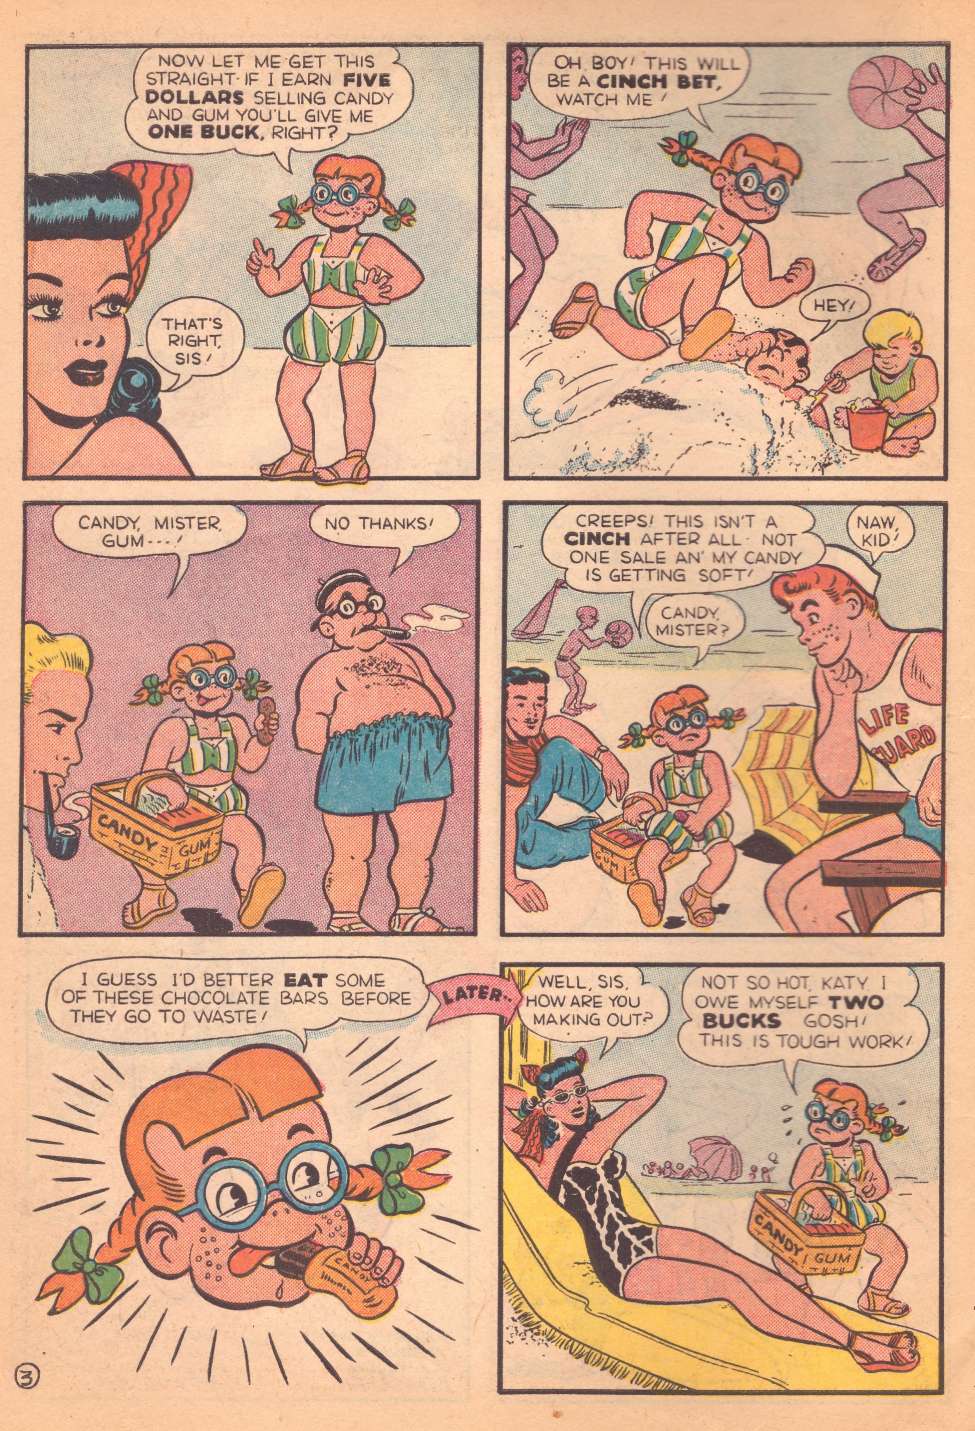 NOW LET ME GET THIS
STRAIGHT- IF I EARN FIVE
DOLLARS SELLING CANDY
AND GUM YOU'LL GIVE ME
ONE BUCK, RIGHT?
THAT'S
RIGHT,
SIS!
OH, BOY! THIS WILL
BE A CINCH BET,
WATCH ME!
HEY!
CANDY, MISTER,
GUM----!
NO THANKS!
CANDY
GUM
CREEPS! THIS ISN'T A
CINCH AFTER ALL- NOT
ONE SALE AN' MY CANDY
IS GETTING SOFT!
CANDY,
MISTER?
NAW,
KID!
LIFE
GUARD
GUM
I GUESS I'D BETTER EAT SOME
OF THESE CHOCOLATE BARS BEFORE
THEY GO TO WASTE!
CANDY
LATER--
WELL, SIS,
HOW ARE YOU
MAKING OUT?
NOT SO HOT, KATY. I
OWE MYSELF TWO
BUCKS GOSH!
THIS IS TOUGH WORK!
CANDY
GUM
3